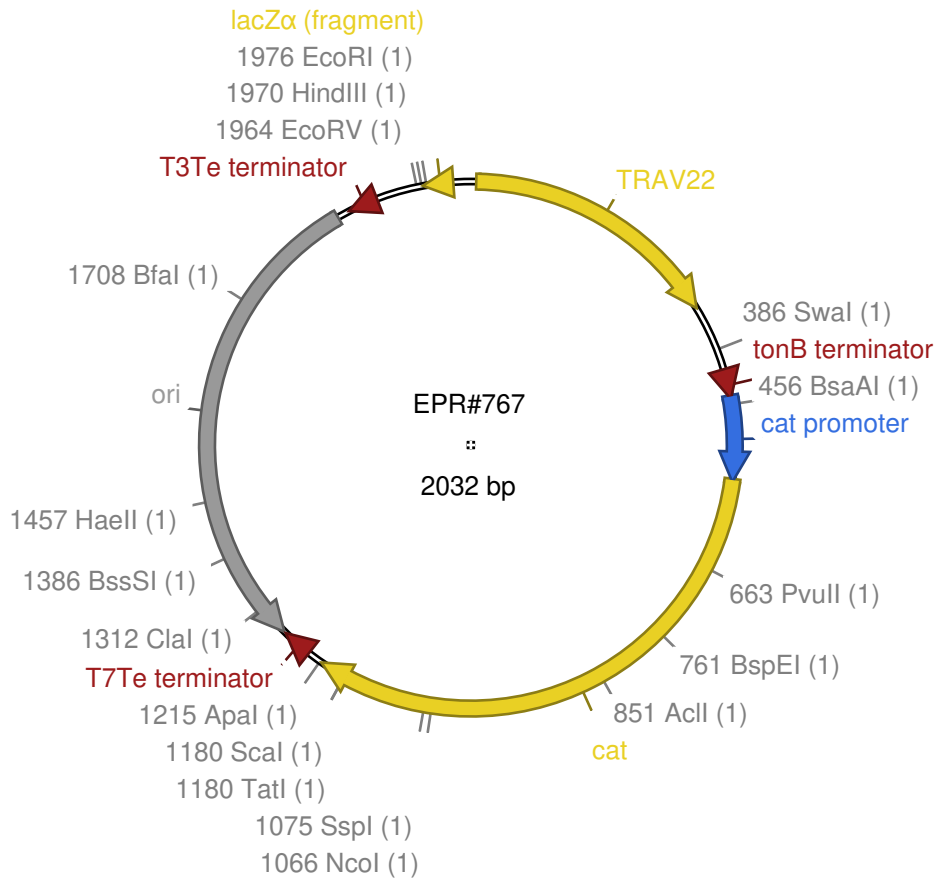 lacZα (fragment)
1976 EcoRI (1)
1970 HindIII (1)
1964 EcoRV (1)
T3Te terminator
TRAV22
1708 BfaI (1)
386 SwaI (1)
tonB terminator
456 BsaAI (1)
cat promoter
ori
EPR#767
2032 bp
1457 HaeII (1)
1386 BssSI (1)
1312 ClaI (1)
T7Te terminator
1215 ApaI (1)
1180 ScaI (1)
1180 TatI (1)
1075 SspI (1)
1066 NcoI (1)
663 PvuII (1)
761 BspEI (1)
851 AclI (1)
cat